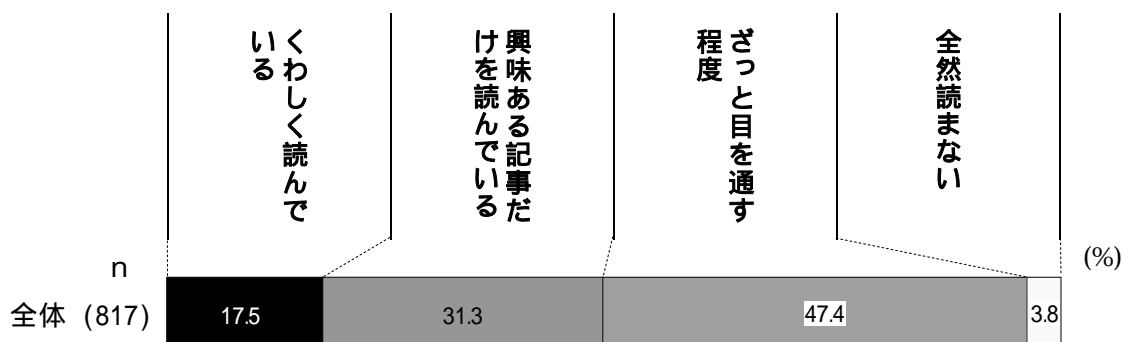 くわしく読んで
いる
興味ある記事だ
けを読んでいる
ざっと目を通す
程度
全然読まない
(%)
n
全体 (817)
17.5
31.3
47.4
3.8